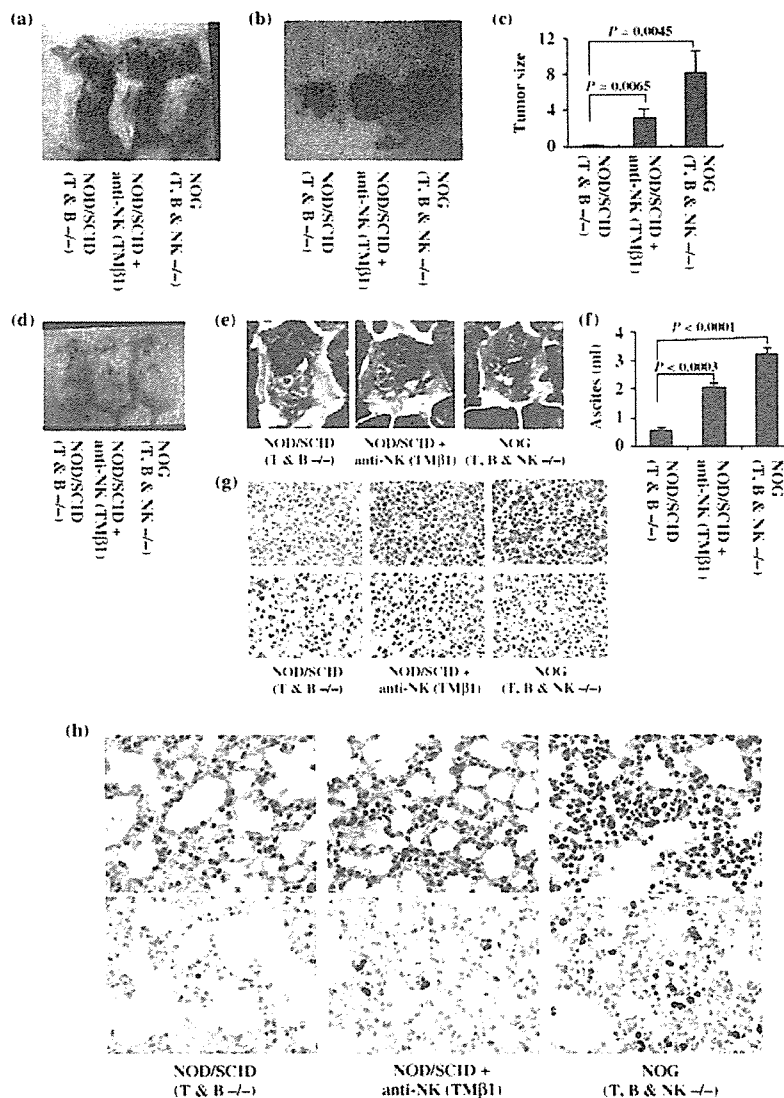 (a)
NOD/SCID
(T & B –/–)
NOD/SCID +
anti-NK (TMβ1)
NOG
(T, B & NK –/–)
(b)
NOD/SCID
(T & B –/–)
NOD/SCID +
anti-NK (TMβ1)
NOG
(T, B & NK –/–)
(c)
Tumor size
12
8
4
0
P = 0.0045
P = 0.0065
NOD/SCID
(T & B –/–)
NOD/SCID +
anti-NK (TMβ1)
NOG
(T, B & NK –/–)
(d)
NOD/SCID
(T & B –/–)
NOD/SCID +
anti-NK (TMβ1)
NOG
(T, B & NK –/–)
(e)
NOD/SCID
(T & B –/–)
NOD/SCID +
anti-NK (TMβ1)
NOG
(T, B & NK –/–)
(f)
Ascites (ml)
4
3
2
1
0
P < 0.0001
P < 0.0003
NOD/SCID
(T & B –/–)
NOD/SCID +
anti-NK (TMβ1)
NOG
(T, B & NK –/–)
(g)
NOD/SCID
(T & B –/–)
NOD/SCID +
anti-NK (TMβ1)
NOG
(T, B & NK –/–)
(h)
NOD/SCID
(T & B –/–)
NOD/SCID +
anti-NK (TMβ1)
NOG
(T, B & NK –/–)